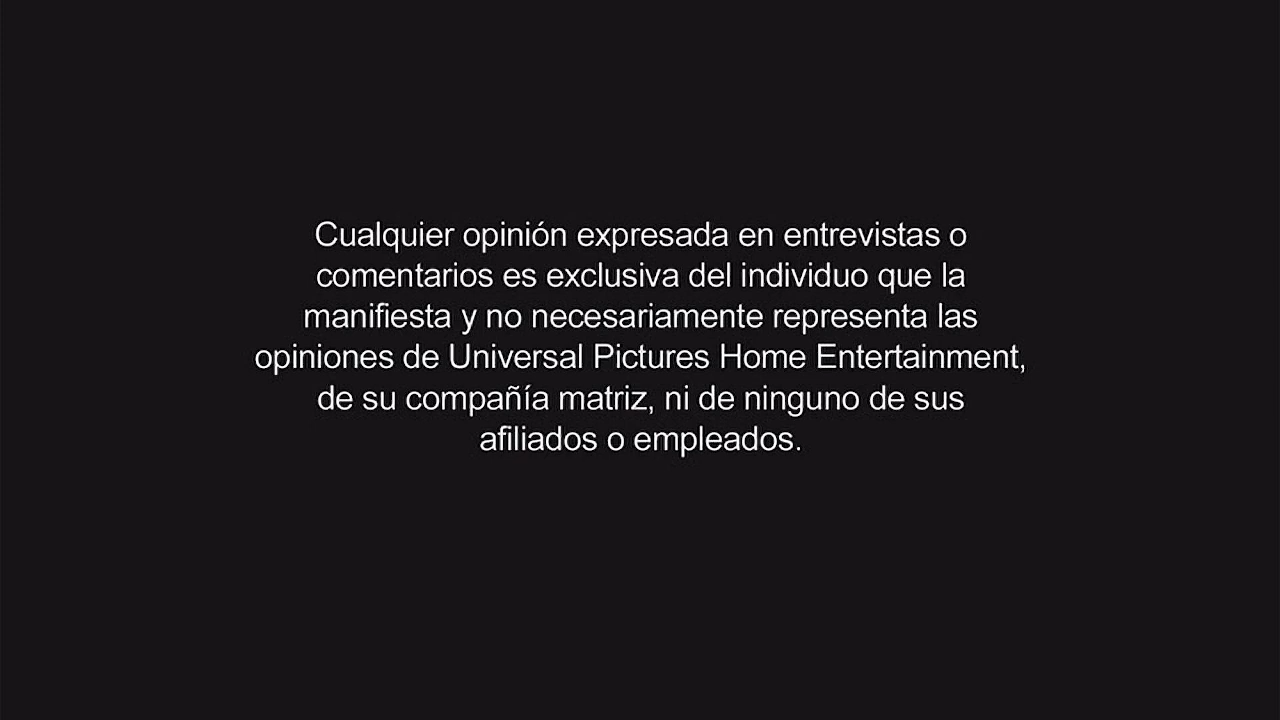 Cualquier opinión expresada en entrevistas o
comentarios es exclusiva del individuo que la
manifiesta y no necesariamente representa las
opiniones de Universal Pictures Home Entertainment,
de su compañía matriz, ni de ninguno de sus
afiliados o empleados.